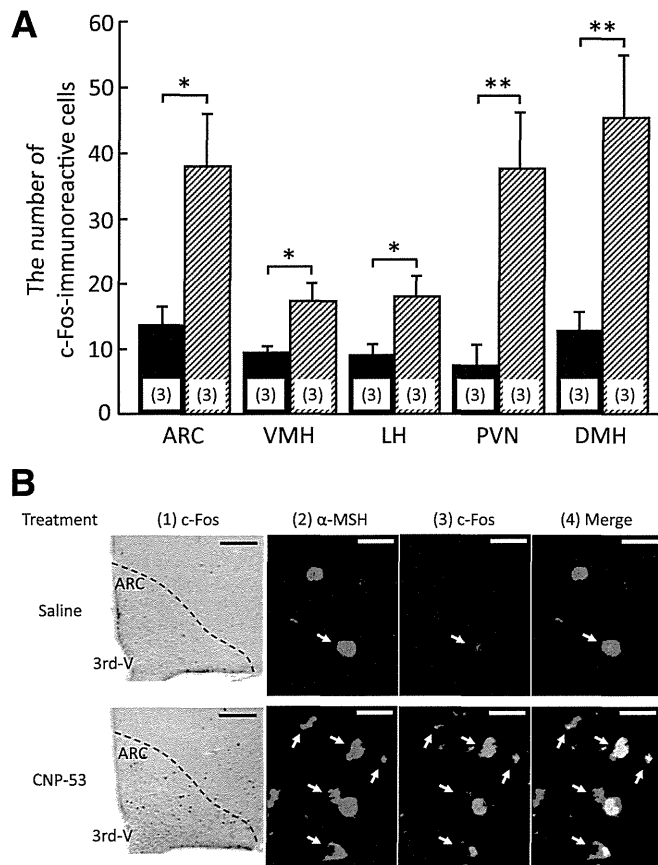 A
The number of
c-Fos-immunoreactive cells
60
50
40
30
20
10
0
* * * ** **
(3) (3) (3) (3) (3) (3) (3) (3) (3) (3)
ARC VMH LH PVN DMH
B
Treatment (1) c-Fos (2) α-MSH (3) c-Fos (4) Merge
Saline
ARC
3rd-V
CNP-53
ARC
3rd-V